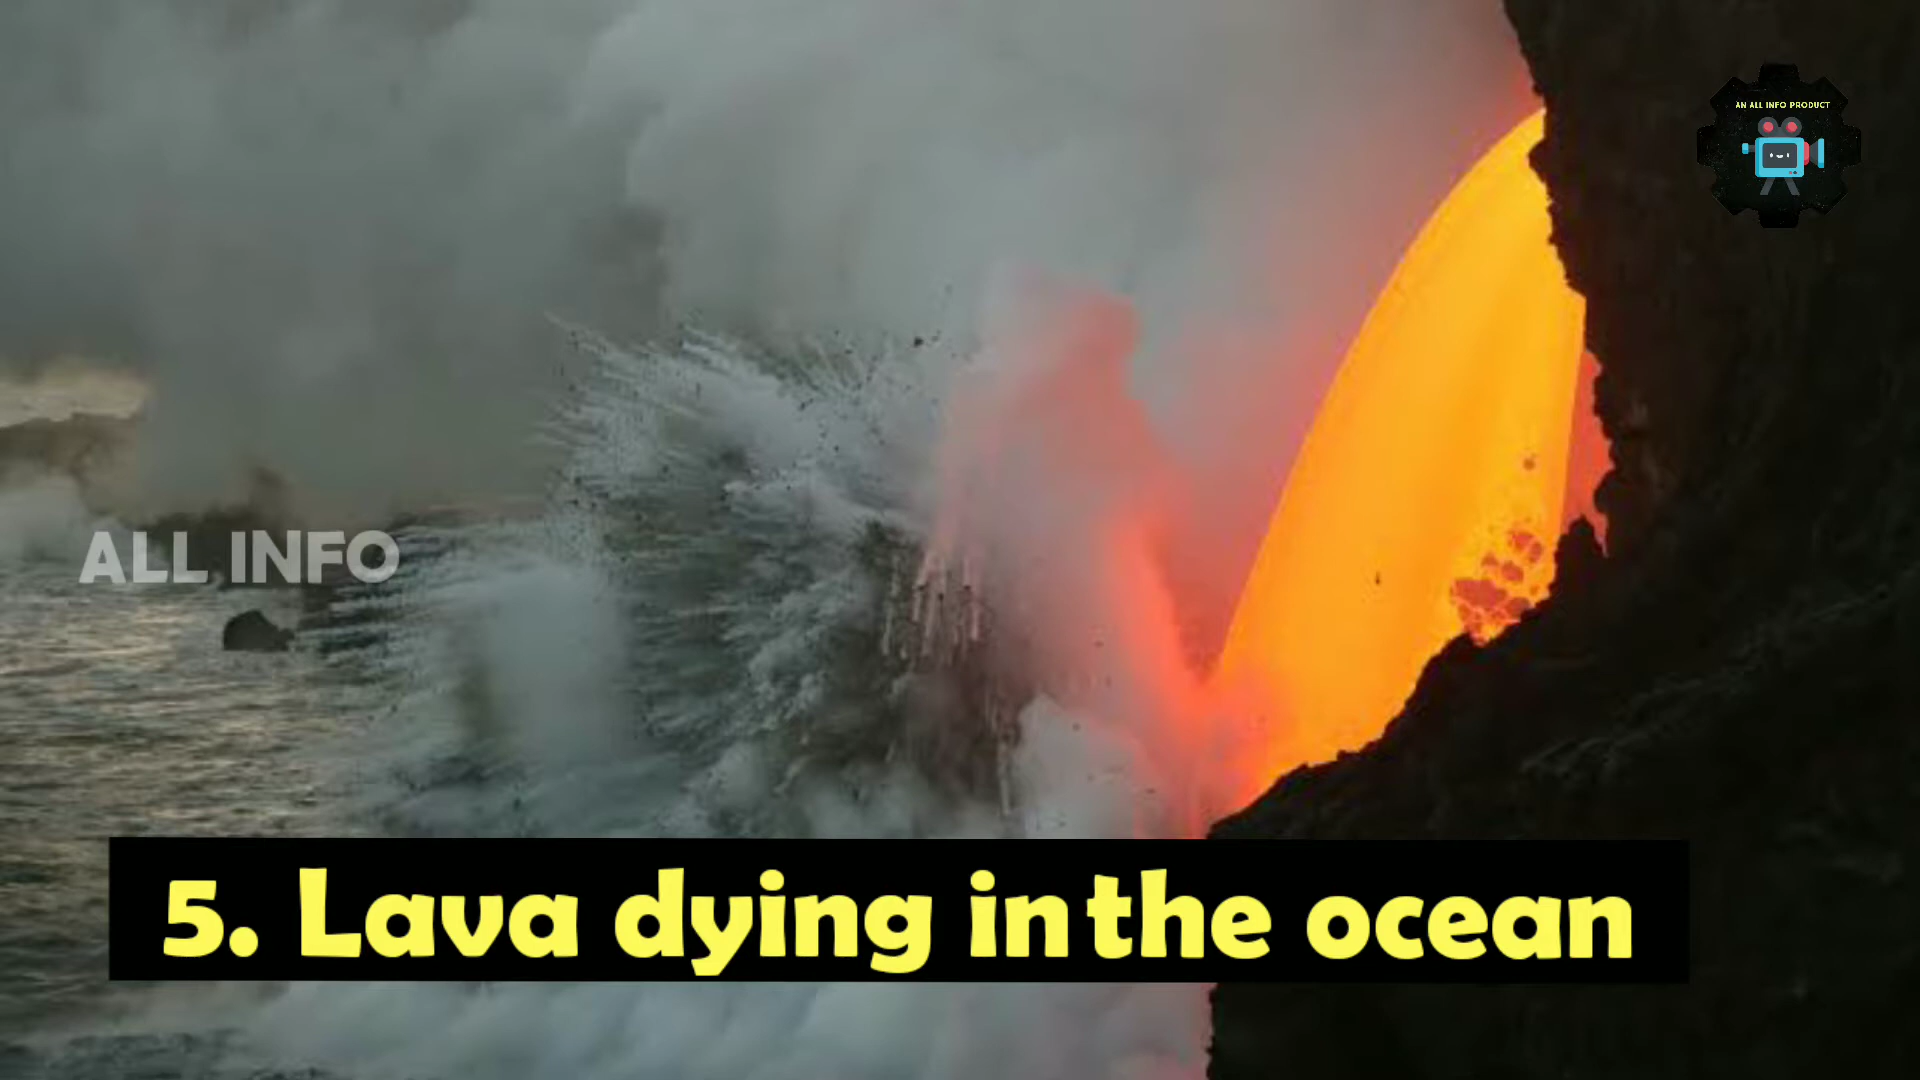 AN ALL INFO PRODUCT
ALL INFO
5. Lava dying in the ocean